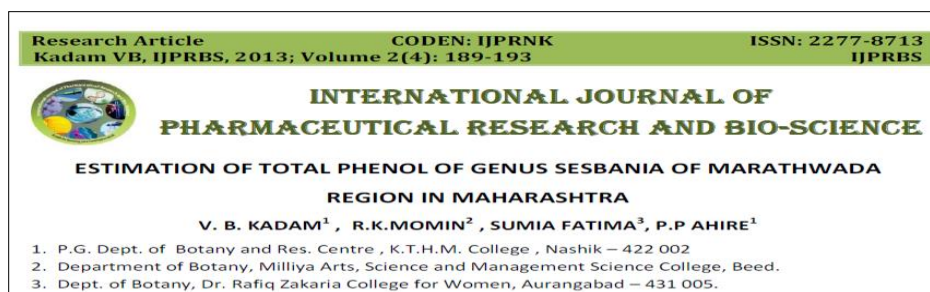 Research Article CODEN: IJPRNK ISSN: 2277-8713
Kadam VB, IJPRBS, 2013; Volume 2(4): 189-193 IJPRBS
INTERNATIONAL JOURNAL OF
PHARMACEUTICAL RESEARCH AND BIO-SCIENCE
ESTIMATION OF TOTAL PHENOL OF GENUS SESBANIA OF MARATHWADA
REGION IN MAHARASHTRA
V. B. KADAM1 , R.K.MOMIN2 , SUMIA FATIMA3, P.P AHIRE1
1. P.G. Dept. of Botany and Res. Centre , K.T.H.M. College , Nashik – 422 002
2. Department of Botany, Milliya Arts, Science and Management Science College, Beed.
3. Dept. of Botany, Dr. Rafiq Zakaria College for Women, Aurangabad – 431 005.